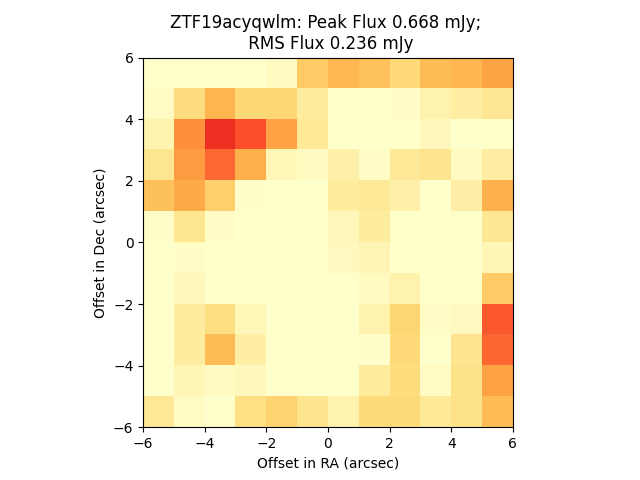 ZTF19acyqwlm: Peak Flux 0.668 mJy;
RMS Flux 0.236 mJy
6
4
2
0
−2
−4
−6
Offset in Dec (arcsec)
−6 −4 −2 0 2 4 6
Offset in RA (arcsec)